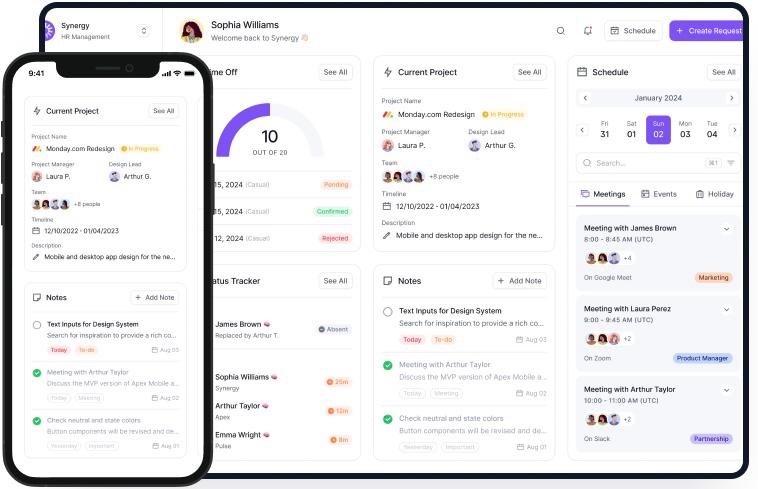 Synergy
HR Management
Sophia Williams
Welcome back to Synergy
Schedule
Create Request
9:41
Current Project
See All
Project Name
Monday.com Redesign
In Progress
Project Manager
Design Lead
Laura P.
Arthur G.
Team
+8 people
Timeline
12/10/2022 - 01/04/2023
Description
Mobile and desktop app design for the ne...
Notes
Add Note
Text Inputs for Design System
Search for inspiration to provide a rich co...
Today
To-do
Aug 03
Meeting with Arthur Taylor
Discuss the MVP version of Apex Mobile a...
Today
Meeting
Aug 02
Check neutral and state colors
Button components will be revised and de...
Yesterday
Important
Aug 01
me Off
See All
10
OUT OF 20
15, 2024 (Casual)
Pending
15, 2024 (Casual)
Confirmed
12, 2024 (Casual)
Rejected
atus Tracker
See All
James Brown
Replaced by Arthur T.
Absent
Sophia Williams
Synergy
25m
Arthur Taylor
Apex
12m
Emma Wright
Pulse
8m
Current Project
See All
Project Name
Monday.com Redesign
In Progress
Project Manager
Design Lead
Laura P.
Arthur G.
Team
+8 people
Timeline
12/10/2022 - 01/04/2023
Description
Mobile and desktop app design for the ne...
Notes
Add Note
Text Inputs for Design System
Search for inspiration to provide a rich co...
Today
To-do
Aug 03
Meeting with Arthur Taylor
Discuss the MVP version of Apex Mobile a...
Today
Meeting
Aug 02
Check neutral and state colors
Button components will be revised and de...
Yesterday
Important
Aug 01
Schedule
See All
January 2024
Fri Sat Sun Mon Tue
31 01 02 03 04
Search...
⌘1
Meetings
Events
Holiday
Meeting with James Brown
8:00 - 8:45 AM (UTC)
+4
On Google Meet
Marketing
Meeting with Laura Perez
9:00 - 9:45 AM (UTC)
+2
On Zoom
Product Manager
Meeting with Arthur Taylor
10:00 - 11:00 AM (UTC)
+2
On Slack
Partnership